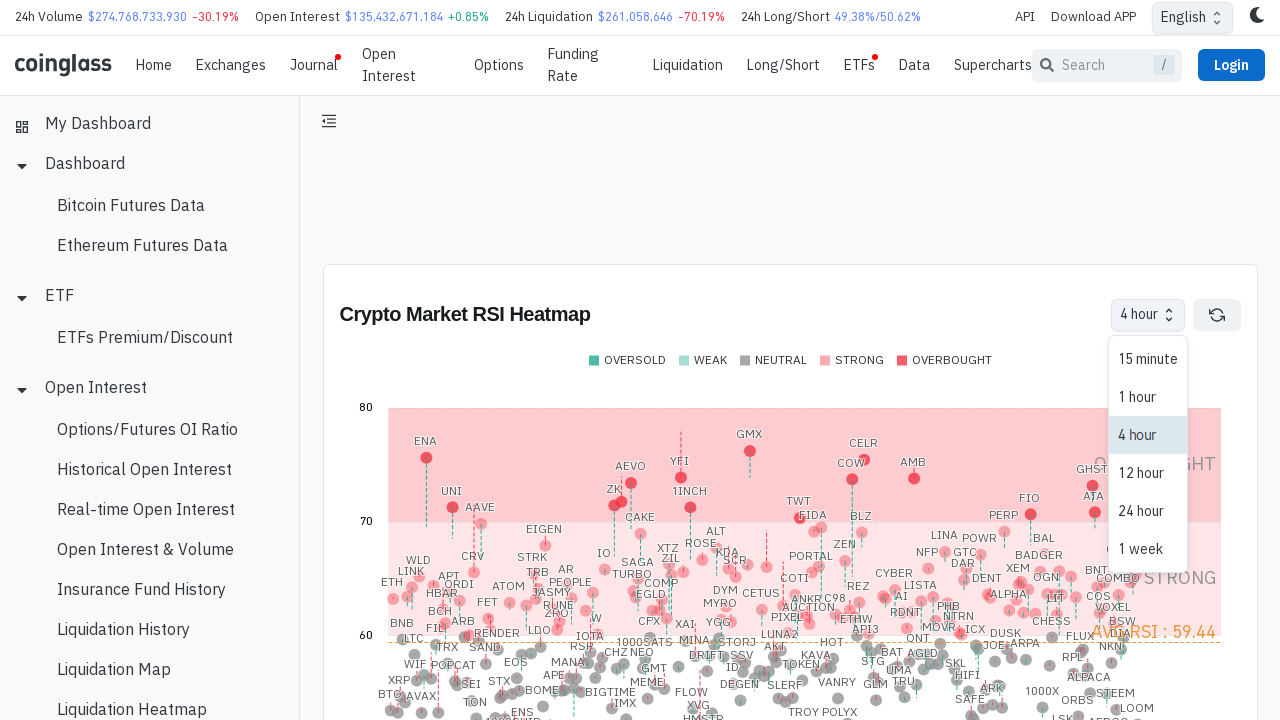 24h Volume $274,768,733,930 -30.19% Open Interest $135,432,671,184 +0.85% 24h Liquidation $261,058,646 -70.19% 24h Long/Short 49.38%/50.62% API Download APP English
coinglass Home Exchanges Journal Open Interest Options Funding Rate Liquidation Long/Short ETFs Data Supercharts Search / Login
My Dashboard
Dashboard
Bitcoin Futures Data
Ethereum Futures Data
ETF
ETFs Premium/Discount
Open Interest
Options/Futures OI Ratio
Historical Open Interest
Real-time Open Interest
Open Interest & Volume
Insurance Fund History
Liquidation History
Liquidation Map
Liquidation Heatmap
Crypto Market RSI Heatmap
4 hour
15 minute
1 hour
4 hour
12 hour
24 hour
1 week
OVERSOLD WEAK NEUTRAL STRONG OVERBOUGHT
80
GMX
ENA CELR
YFI COW AMB
AEVO GHST
UNI ZK 1INCH ATA
TWT FIO
AAVE
CAKE FIDA BLZ PERP
70
EIGEN ALT
LINA POWR BAL
ROSE ZEN
IO XTZ KDA NFP GTC
WLD CRV STRK ZIL SCR PORTAL DAR BADGER
LINK SAGA XEM BNT
ETH APT TRB AR TURBO COTI CYBER DENT OGN COMBO STRONG
ORDI ATOM PEOPLE COMP REZ LISTA
HBAR JASMY EGLD DYM CETUS AI ALPHA LIT COS
FET RUNE MYRO ANKR C98
BCH ZRO AUCTION PHB VOXEL
BNB ARB W CFX YGG PIXEL ETHW NTRN CHESS BSW
FIL LDO XAI API3 MOVR ICX
60
RENDER IOTA LUNA2 DUSK FLUX DIA AVG RSI : 59.44
LTC 1000SATS MINA STORJ HOT QNT
TRX SAND RSR AKT JOE ARPA NKN
CHZ NEO DRIFT SSV KAVA BAT AGLD
WIF POPCAT EOS MANA GMT ID TOKEN STG SKL RPL
XRP SEI STX APE MEME DEGEN SLERF VANRY GLM TRU UMA HIFI ALPACA
BTC AVAX BOME BIGTIME FLOW ARK 1000X STEEM
TON IMX XVG SAFE ORBS LOOM
ENS HMSTR TROY POLYX LSK